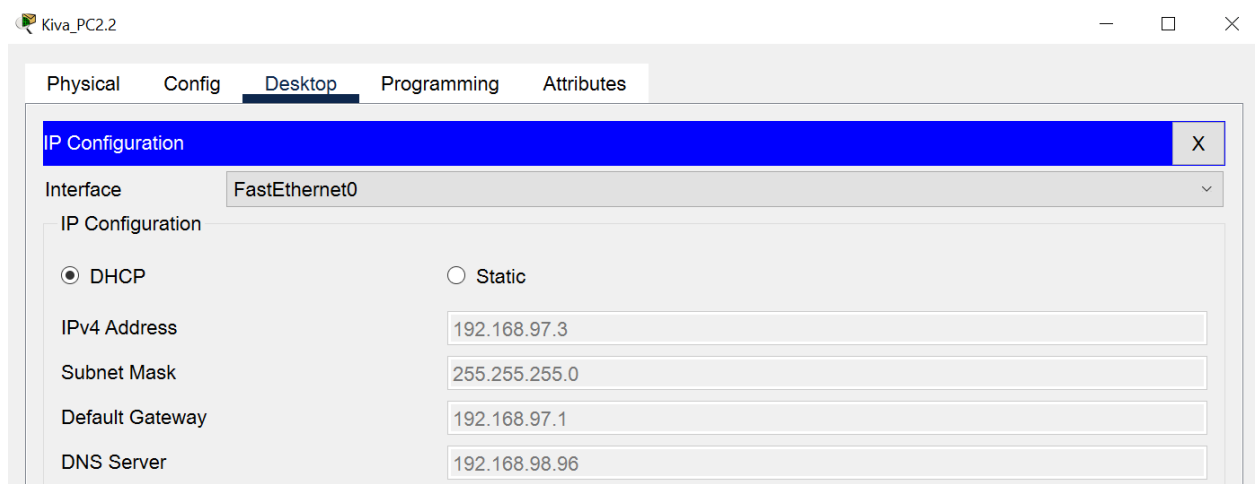 Kiva_PC2.2
Physical Config Desktop Programming Attributes
IP Configuration X
Interface FastEthernet0
IP Configuration
DHCP Static
IPv4 Address 192.168.97.3
Subnet Mask 255.255.255.0
Default Gateway 192.168.97.1
DNS Server 192.168.98.96